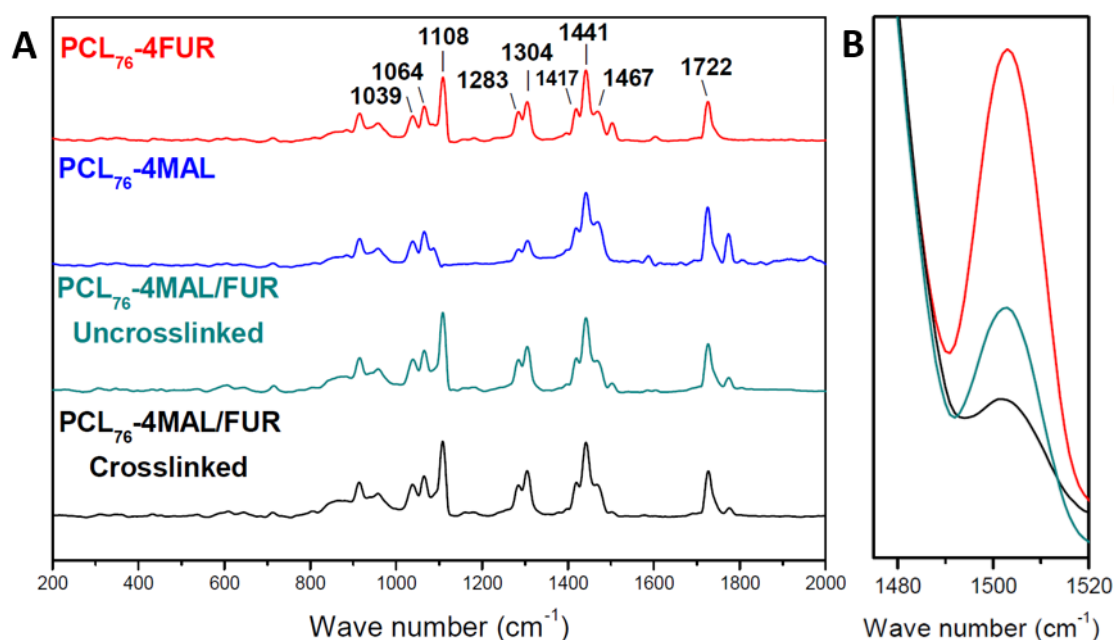 A
PCL76-4FUR
1039
1064
1108
1283
1304
1417
1441
1467
1722
PCL76-4MAL
PCL76-4MAL/FUR
Uncrosslinked
PCL76-4MAL/FUR
Crosslinked
200 400 600 800 1000 1200 1400 1600 1800 2000
Wave number (cm-1)
B
1480 1500 1520
Wave number (cm-1)